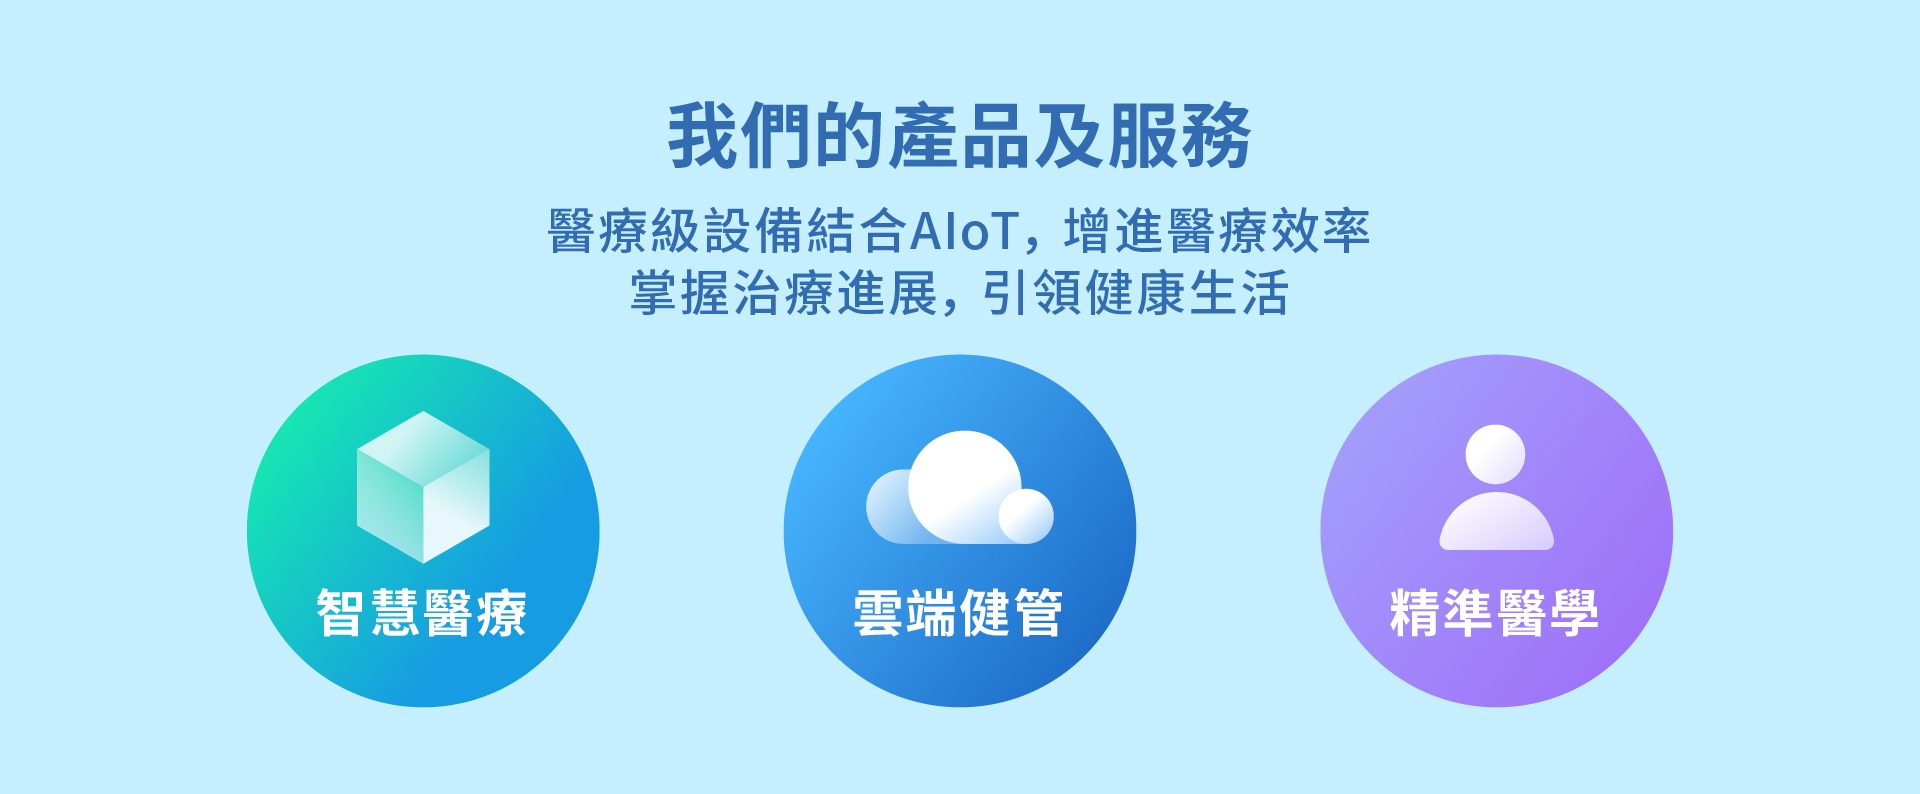 我們的產品及服務
醫療級設備結合AIoT，增進醫療效率
掌握治療進展，引領健康生活
智慧醫療
雲端健管
精準醫學